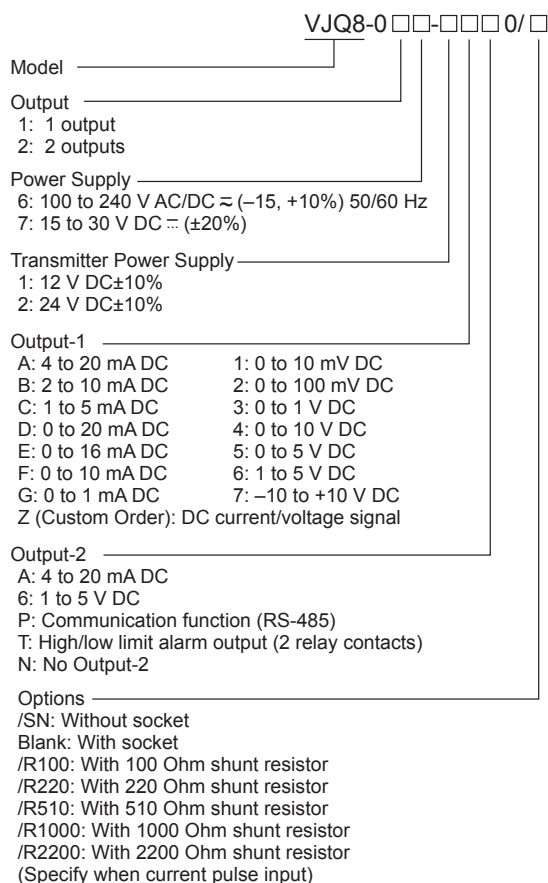 VJQ8-0□□-□□□0/□
Model
Output
1: 1 output
2: 2 outputs
Power Supply
6: 100 to 240 V AC/DC ≂ (–15, +10%) 50/60 Hz
7: 15 to 30 V DC ⎓ (±20%)
Transmitter Power Supply
1: 12 V DC±10%
2: 24 V DC±10%
Output-1
A: 4 to 20 mA DC 1: 0 to 10 mV DC
B: 2 to 10 mA DC 2: 0 to 100 mV DC
C: 1 to 5 mA DC 3: 0 to 1 V DC
D: 0 to 20 mA DC 4: 0 to 10 V DC
E: 0 to 16 mA DC 5: 0 to 5 V DC
F: 0 to 10 mA DC 6: 1 to 5 V DC
G: 0 to 1 mA DC 7: –10 to +10 V DC
Z (Custom Order): DC current/voltage signal
Output-2
A: 4 to 20 mA DC
6: 1 to 5 V DC
P: Communication function (RS-485)
T: High/low limit alarm output (2 relay contacts)
N: No Output-2
Options
/SN: Without socket
Blank: With socket
/R100: With 100 Ohm shunt resistor
/R220: With 220 Ohm shunt resistor
/R510: With 510 Ohm shunt resistor
/R1000: With 1000 Ohm shunt resistor
/R2200: With 2200 Ohm shunt resistor
(Specify when current pulse input)